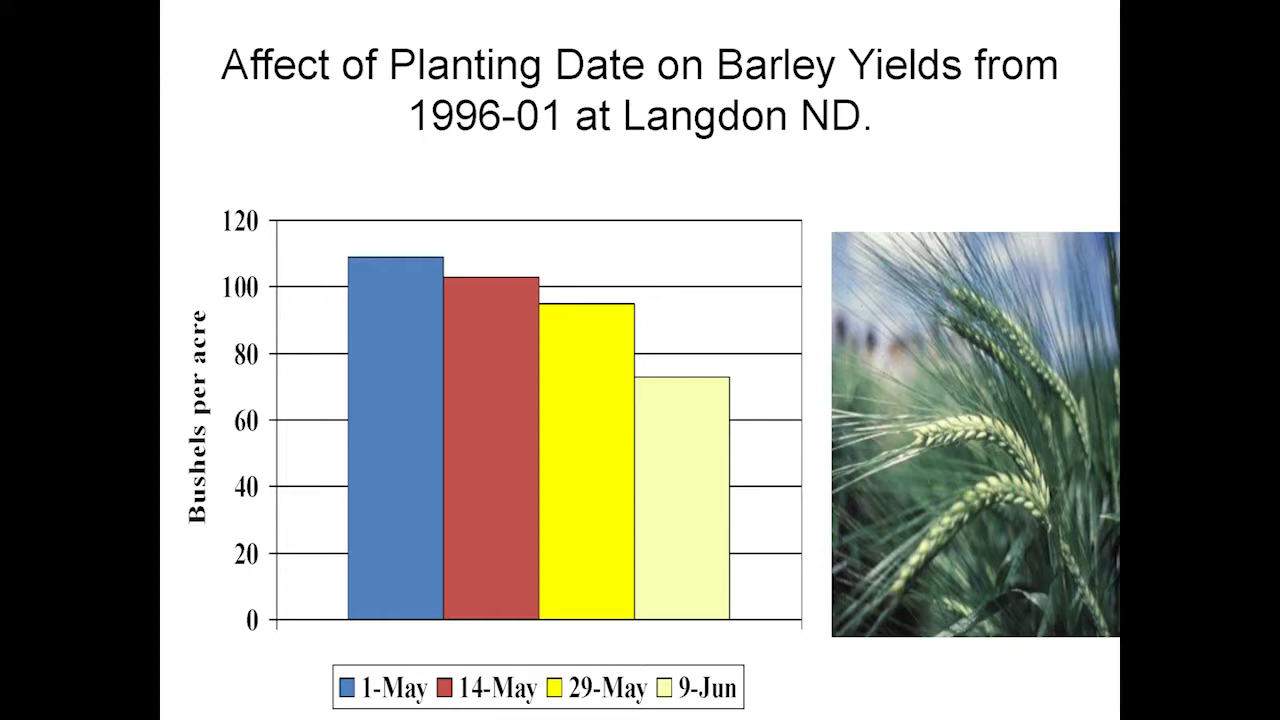 Affect of Planting Date on Barley Yields from
1996-01 at Langdon ND.
120
100
80
60
40
20
0
Bushels per acre
1-May 14-May 29-May 9-Jun